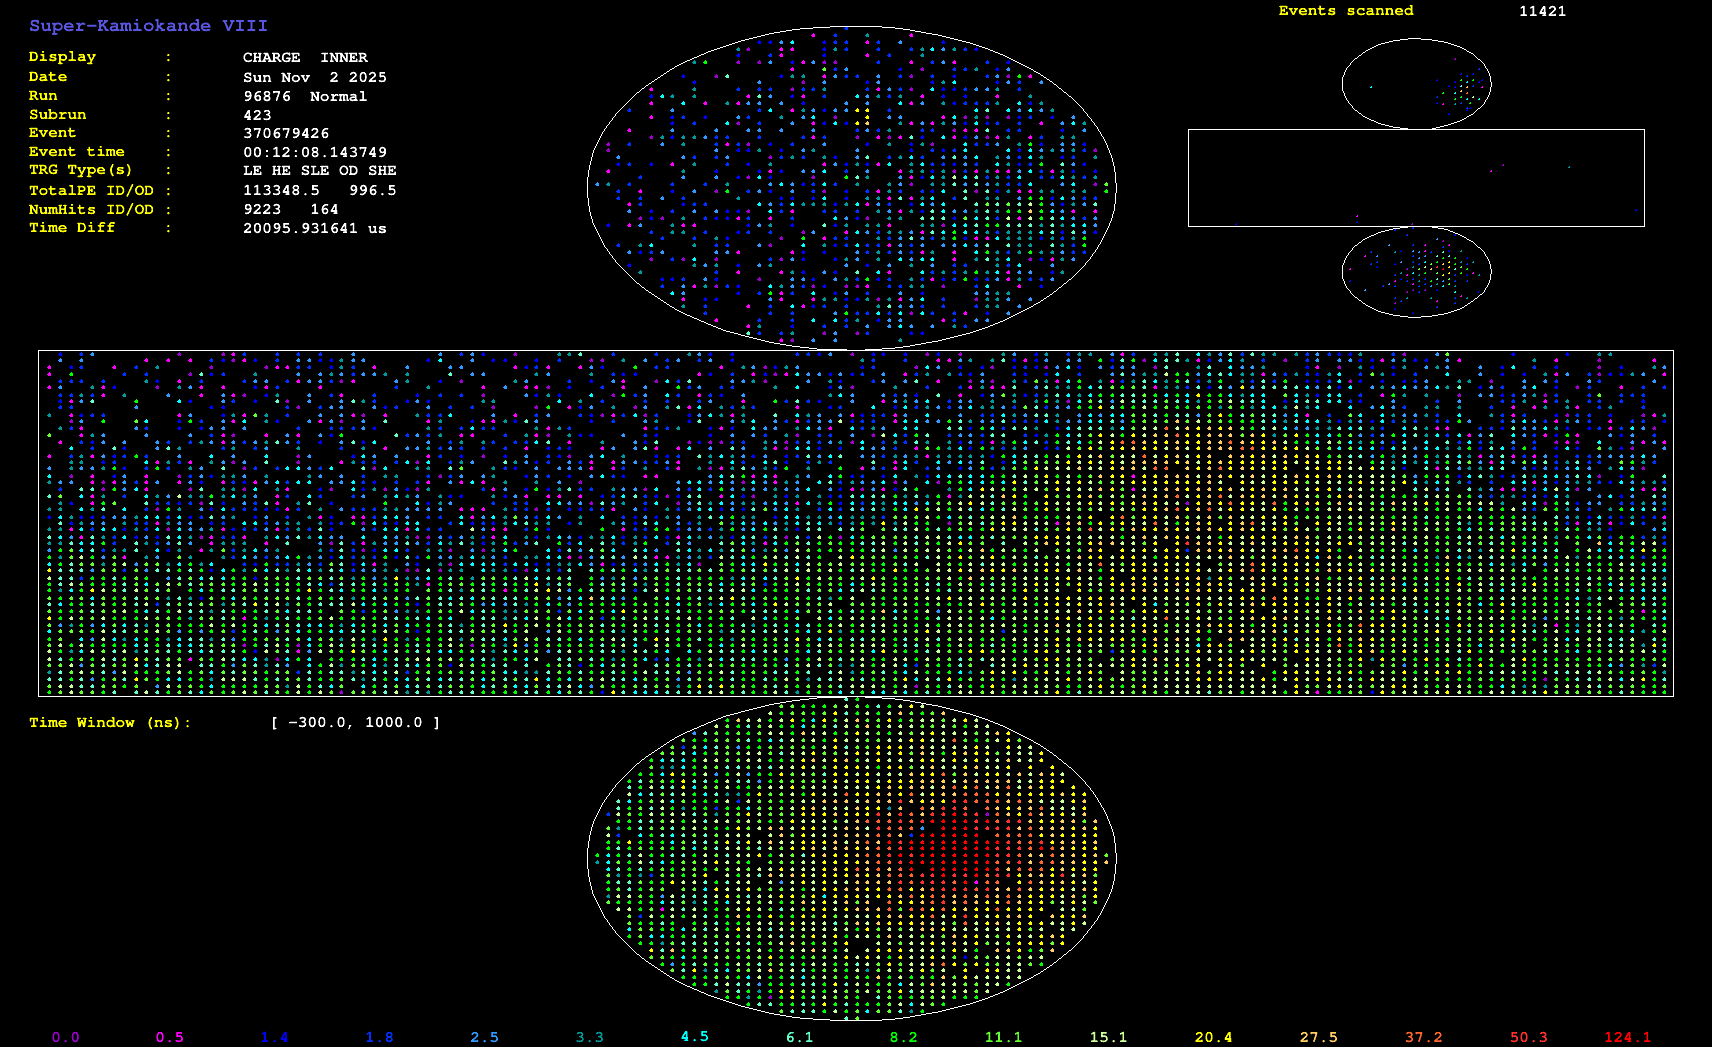 Super-Kamiokande VIII
Events scanned 11421
Display : CHARGE INNER
Date : Sun Nov 2 2025
Run : 96876 Normal
Subrun : 423
Event : 370679426
Event time : 00:12:08.143749
TRG Type(s) : LE HE SLE OD SHE
TotalPE ID/OD : 113348.5 996.5
NumHits ID/OD : 9223 164
Time Diff : 20095.931641 us
Time Window (ns): [ -300.0, 1000.0 ]
0.0 0.5 1.4 1.8 2.5 3.3 4.5 6.1 8.2 11.1 15.1 20.4 27.5 37.2 50.3 124.1